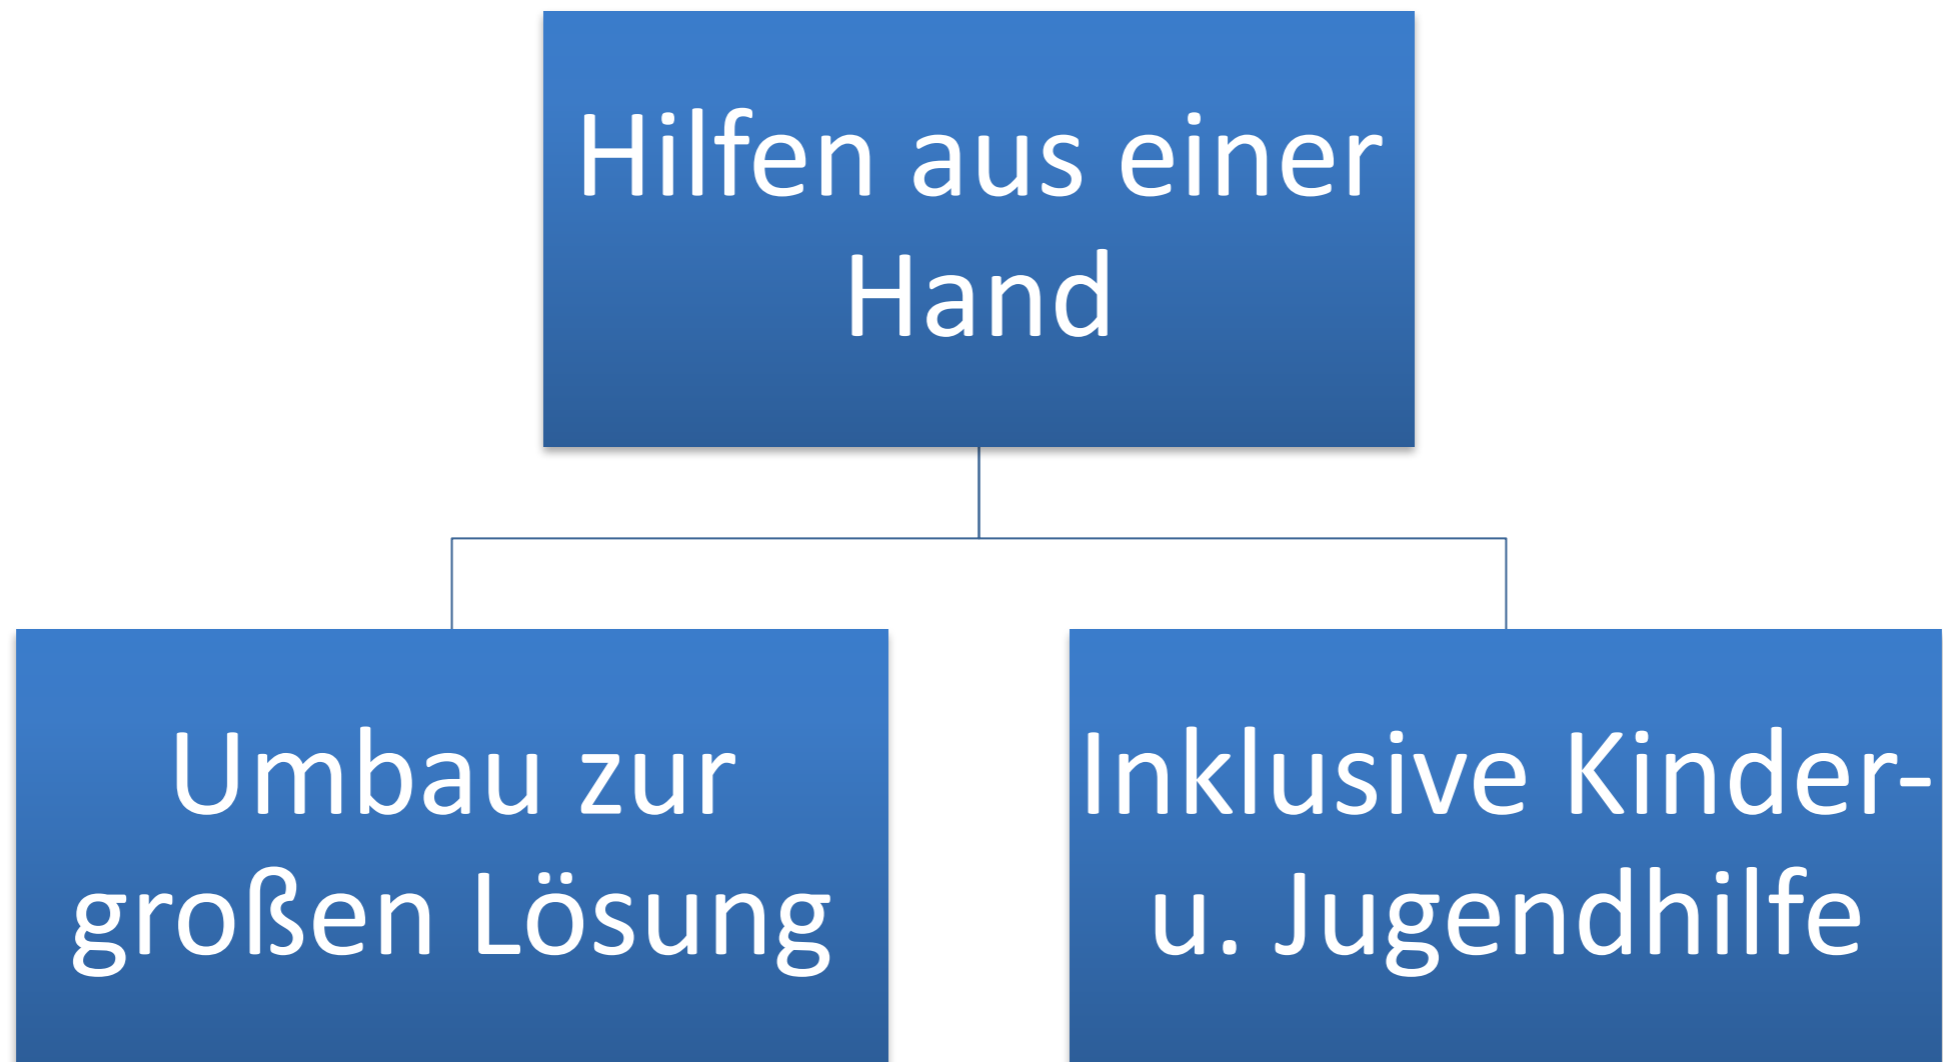 Hilfen aus einer
Hand
Umbau zur
großen Lösung
Inklusive Kinder-
u. Jugendhilfe